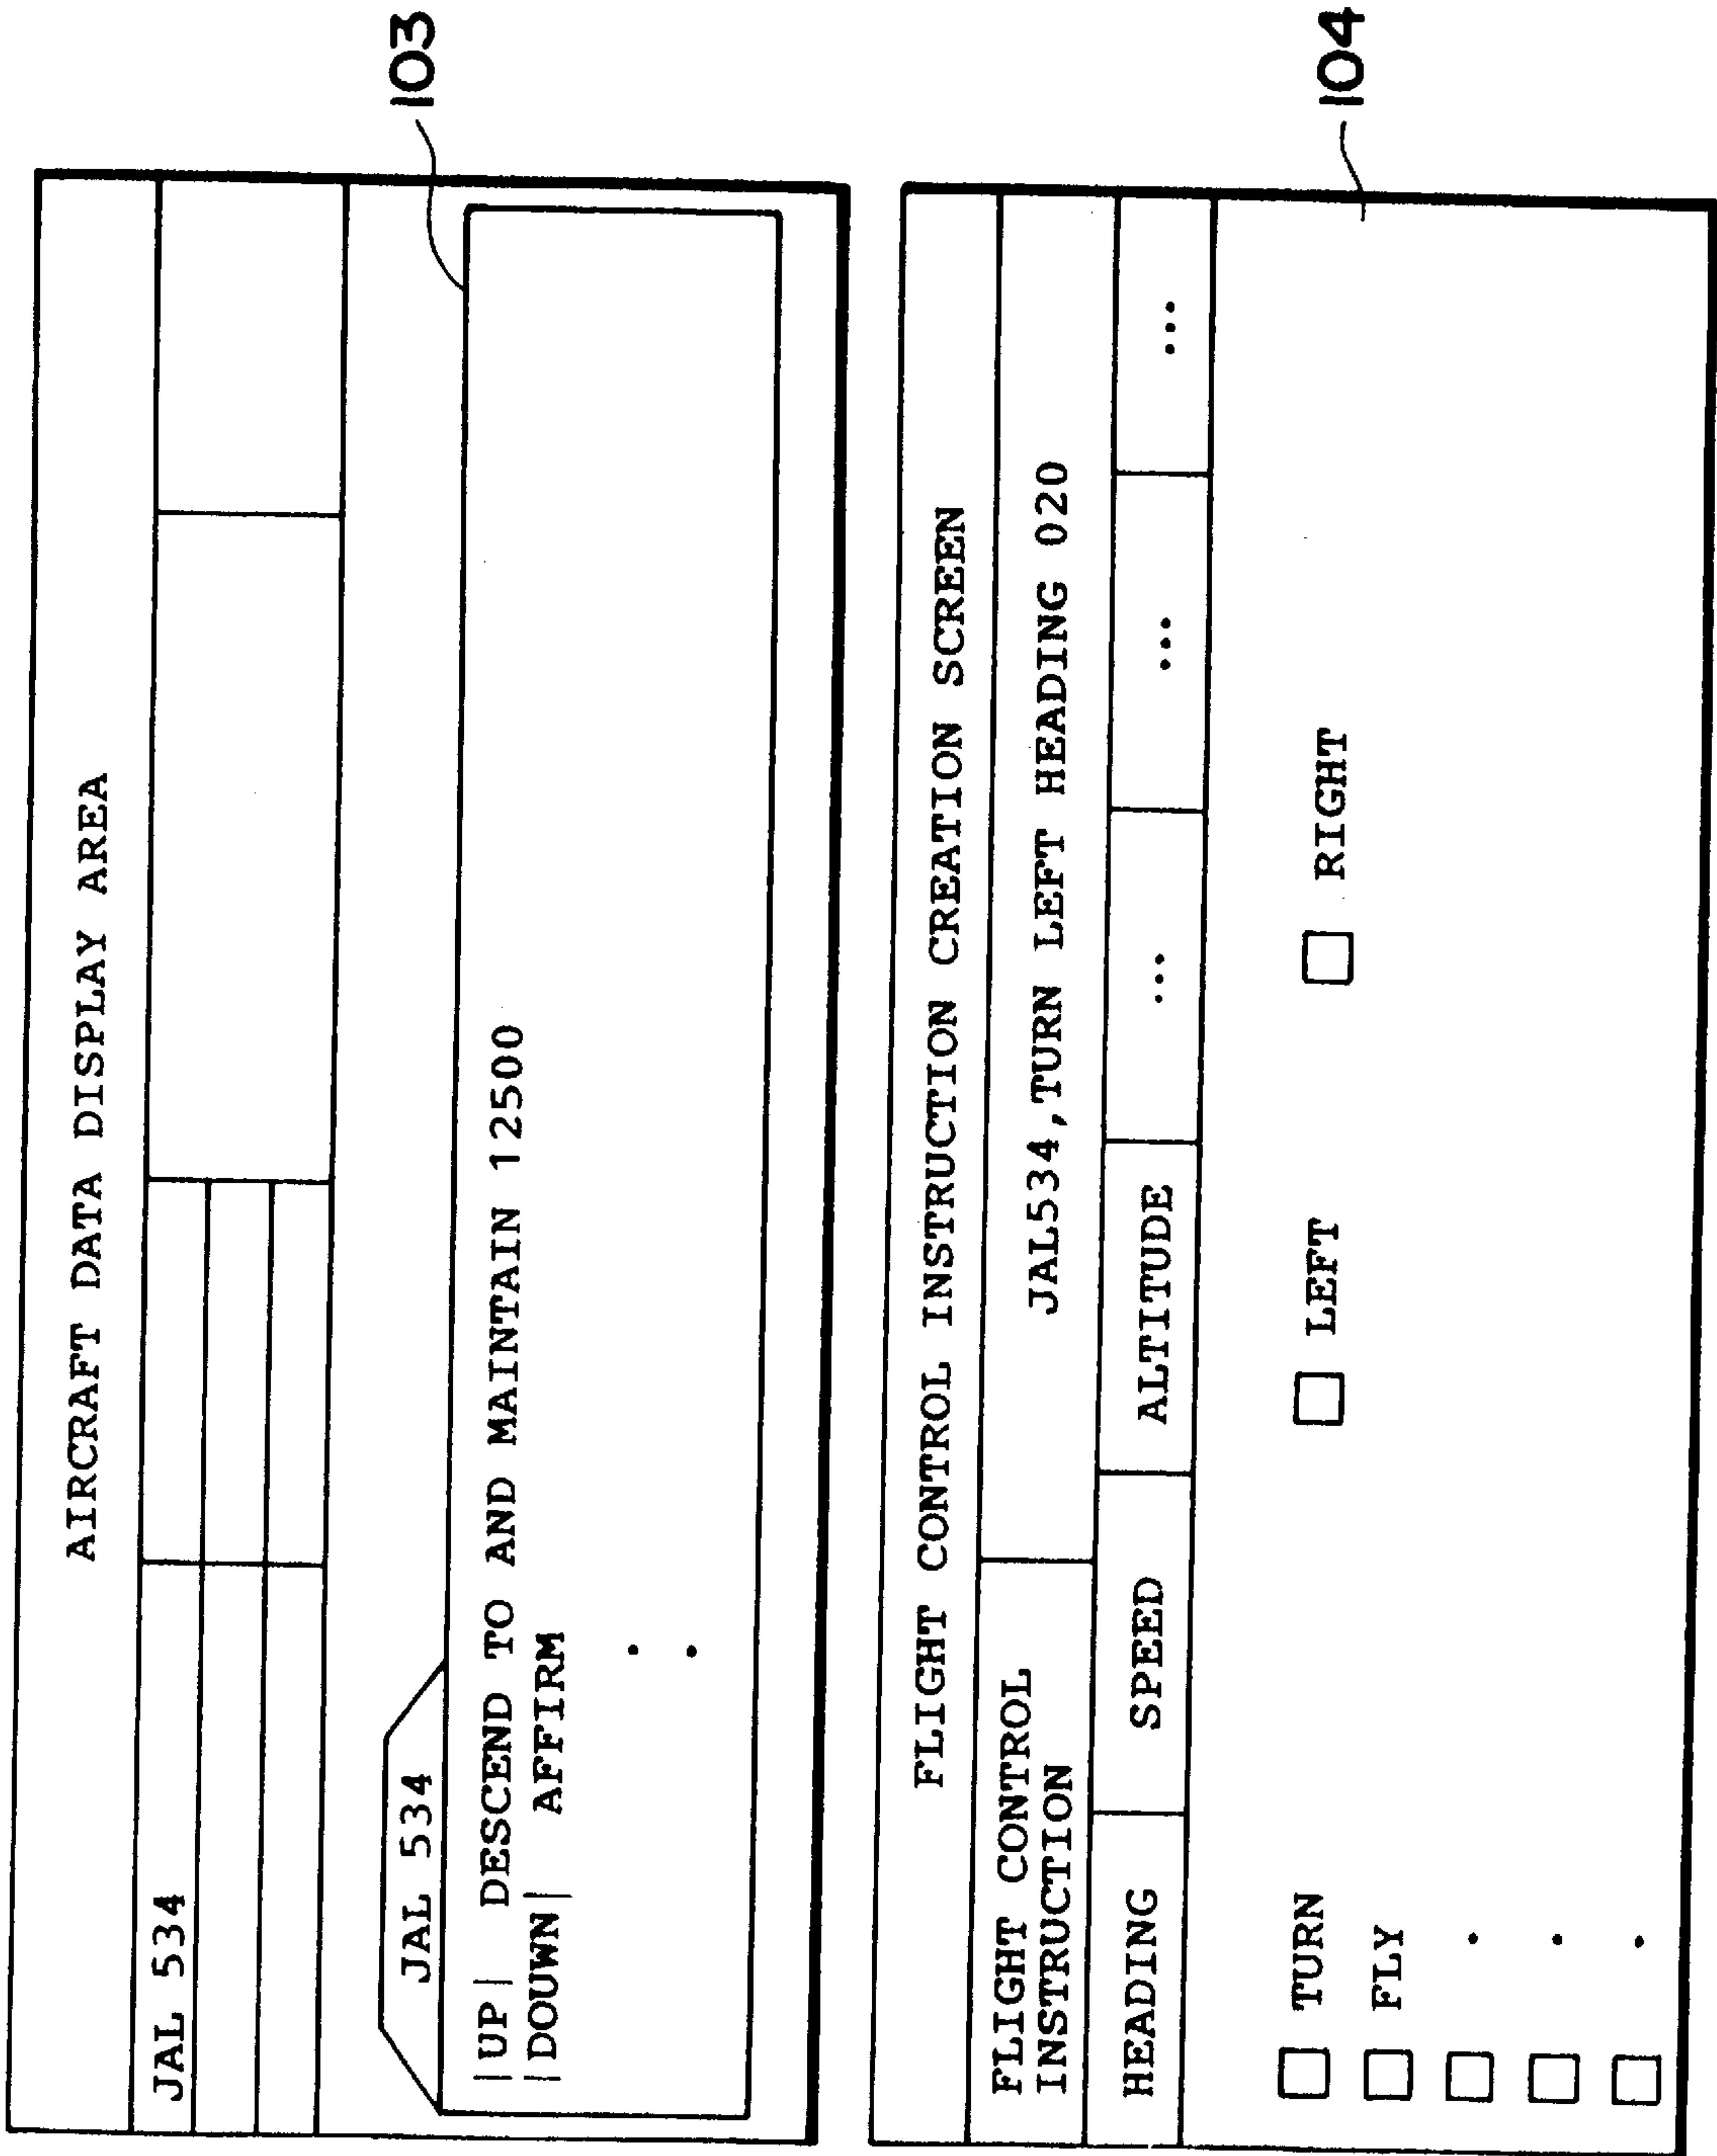 AIRCRAFT DATA DISPLAY AREA
JAL 534
JAL 534
|UP| DESCEND TO AND MAINTAIN 12500
|DOUWN| AFFIRM
.
.
103
FLIGHT CONTROL INSTRUCTION CREATION SCREEN
FLIGHT CONTROL
INSTRUCTION
JAL534,TURN LEFT HEADING 020
HEADING SPEED ALTITUDE ... ... ...
TURN LEFT RIGHT
FLY
.
.
.
104